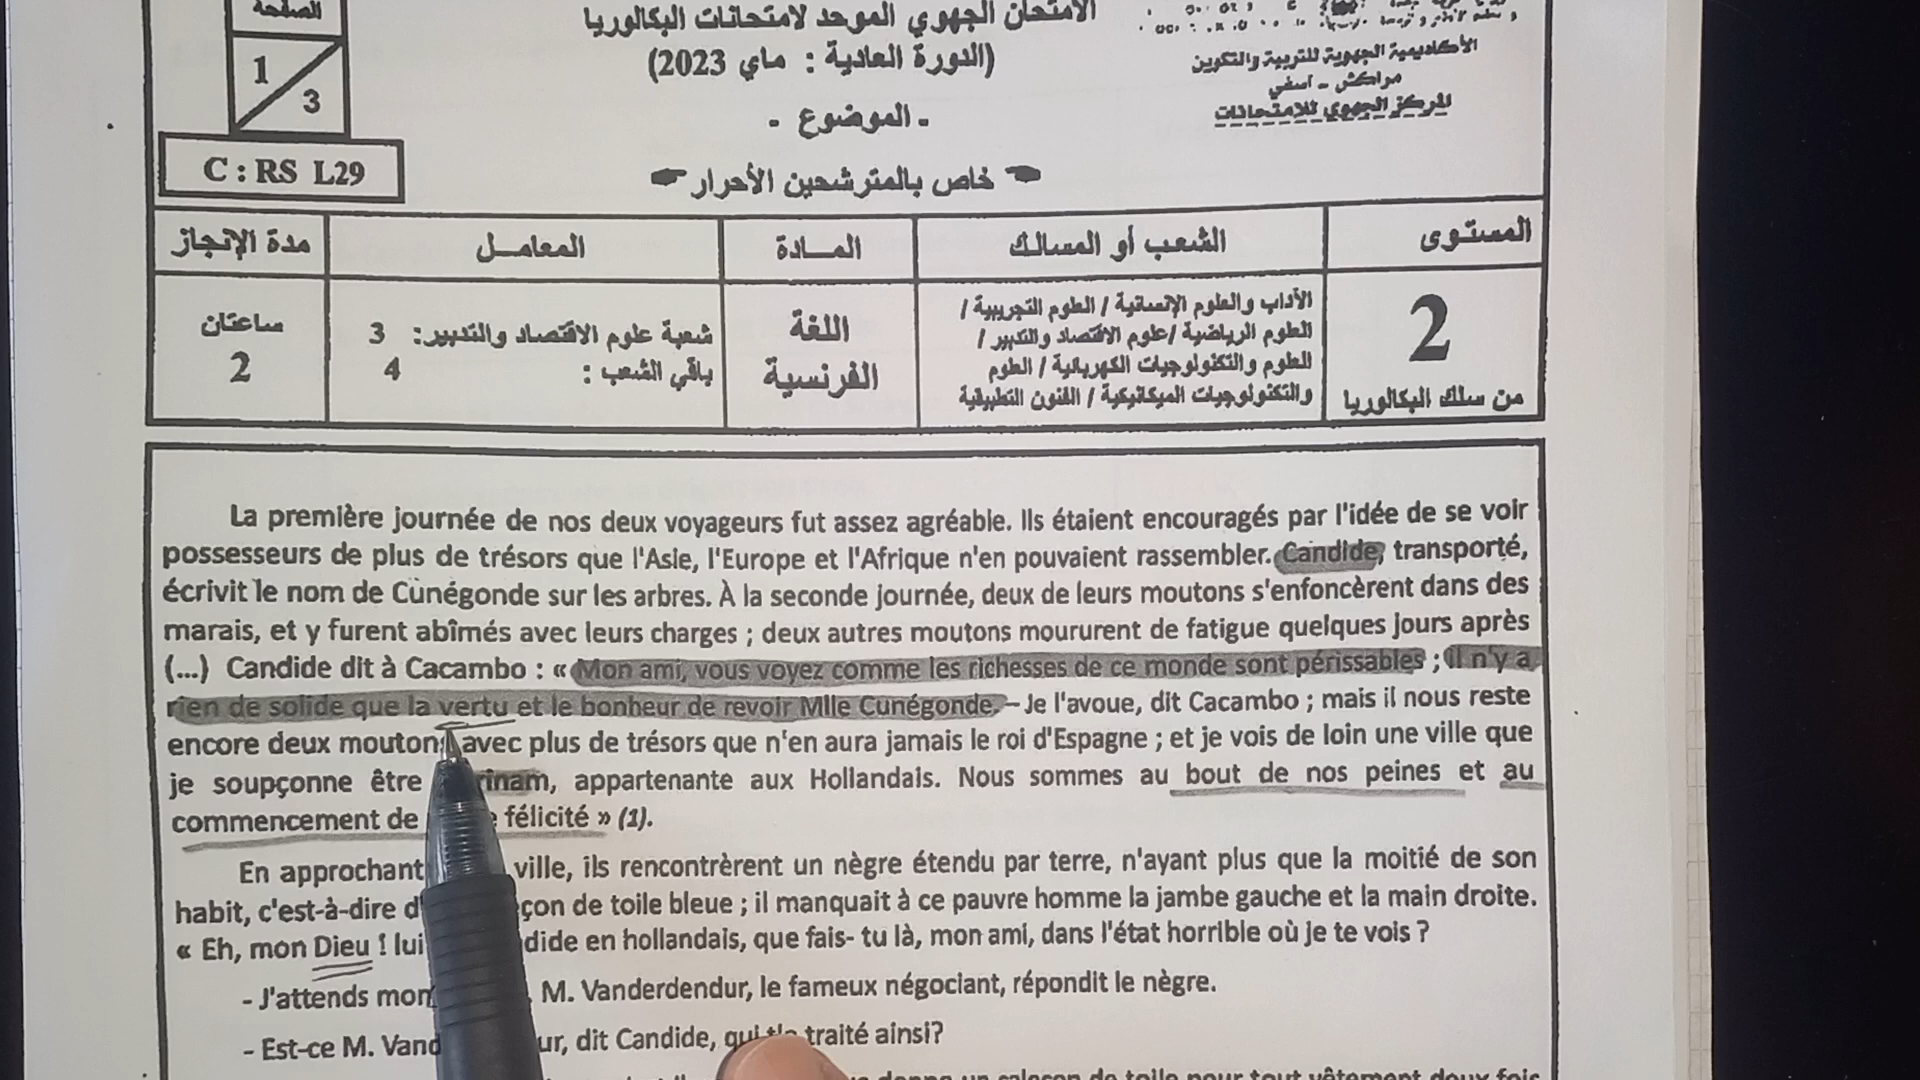 الصفحة
1
3
C : RS L29
الامتحان الجهوي الموحد لامتحانات البكالوريا
(الدورة العادية : ماي 2023)
- الموضوع -
خاص بالمترشحين الأحرار
الأكاديمية الجهوية للتربية والتكوين
مراكش - آسفي
المركز الجهوي للامتحانات
المستوى الشعب أو المسالك المادة المعامل مدة الإنجاز
2
من سلك البكالوريا
الآداب والعلوم الإنسانية / العلوم التجريبية /
العلوم الرياضية /علوم الاقتصاد والتدبير /
العلوم والتكنولوجيات الكهربائية / العلوم
والتكنولوجيات الميكانيكية / الفنون التطبيقية
اللغة
الفرنسية
شعبة علوم الاقتصاد والتدبير: 3
باقي الشعب : 4
ساعتان
2
La première journée de nos deux voyageurs fut assez agréable. Ils étaient encouragés par l'idée de se voir
possesseurs de plus de trésors que l'Asie, l'Europe et l'Afrique n'en pouvaient rassembler. Candide, transporté,
écrivit le nom de Cunégonde sur les arbres. À la seconde journée, deux de leurs moutons s'enfoncèrent dans des
marais, et y furent abîmés avec leurs charges ; deux autres moutons moururent de fatigue quelques jours après
(...) Candide dit à Cacambo : « Mon ami, vous voyez comme les richesses de ce monde sont périssables ; il n'y a
rien de solide que la vertu et le bonheur de revoir Mlle Cunégonde. – Je l'avoue, dit Cacambo ; mais il nous reste
encore deux moutons avec plus de trésors que n'en aura jamais le roi d'Espagne ; et je vois de loin une ville que
je soupçonne être rinam, appartenante aux Hollandais. Nous sommes au bout de nos peines et au
commencement de félicité » (1).
En approchant ville, ils rencontrèrent un nègre étendu par terre, n'ayant plus que la moitié de son
habit, c'est-à-dire d' çon de toile bleue ; il manquait à ce pauvre homme la jambe gauche et la main droite.
« Eh, mon Dieu ! lui dide en hollandais, que fais- tu là, mon ami, dans l'état horrible où je te vois ?
- J'attends mon M. Vanderdendur, le fameux négociant, répondit le nègre.
- Est-ce M. Vand ur, dit Candide, qui t'a traité ainsi?
donne un caleçon de toile pour tout vêtement deux fois